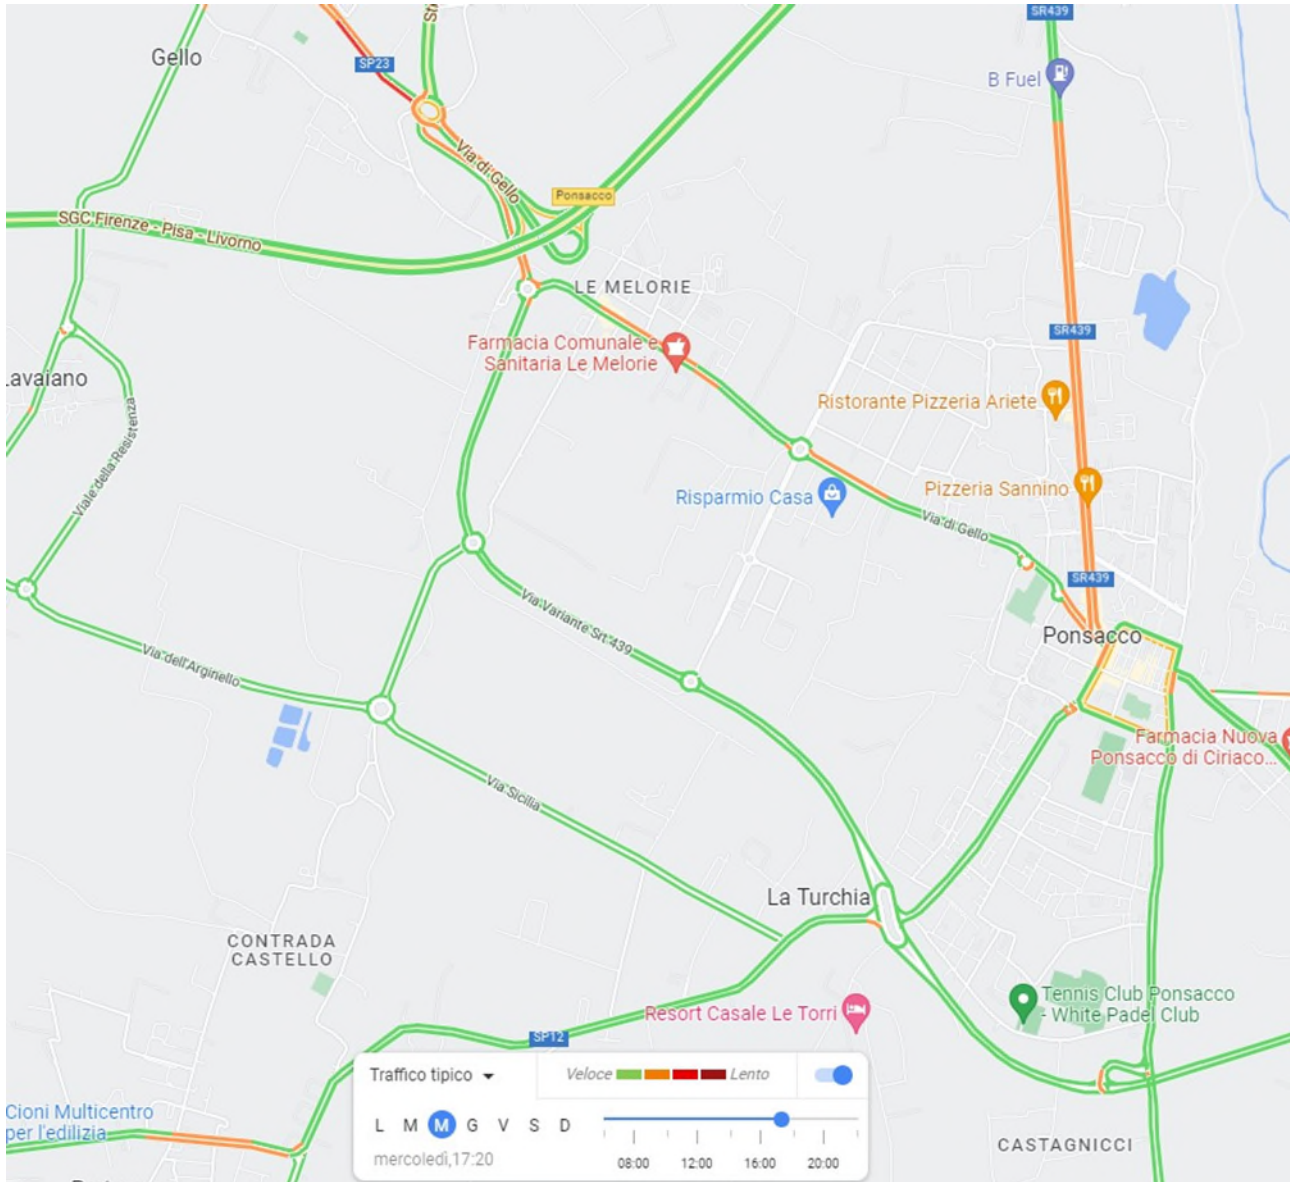 SR439
Gello
SP23
B Fuel
Via di Gello
Ponsacco
SGC Firenze - Pisa - Livorno
LE MELORIE
SR439
Farmacia Comunale e
Sanitaria Le Melorie
Lavaiano
Ristorante Pizzeria Ariete
Viale della Resistenza
Risparmio Casa
Pizzeria Sannino
Via di Gello
SR439
Via Variante Srt 439
Ponsacco
Via dell'Arginello
Farmacia Nuova
Ponsacco di Ciriaco...
Via Sicilia
La Turchia
CONTRADA
CASTELLO
Tennis Club Ponsacco
- White Padel Club
Resort Casale Le Torri
SP12
Traffico tipico
Veloce
Lento
Cioni Multicentro
per l'edilizia
L M M G V S D
mercoledì,17:20
08:00 12:00 16:00 20:00
CASTAGNICCI